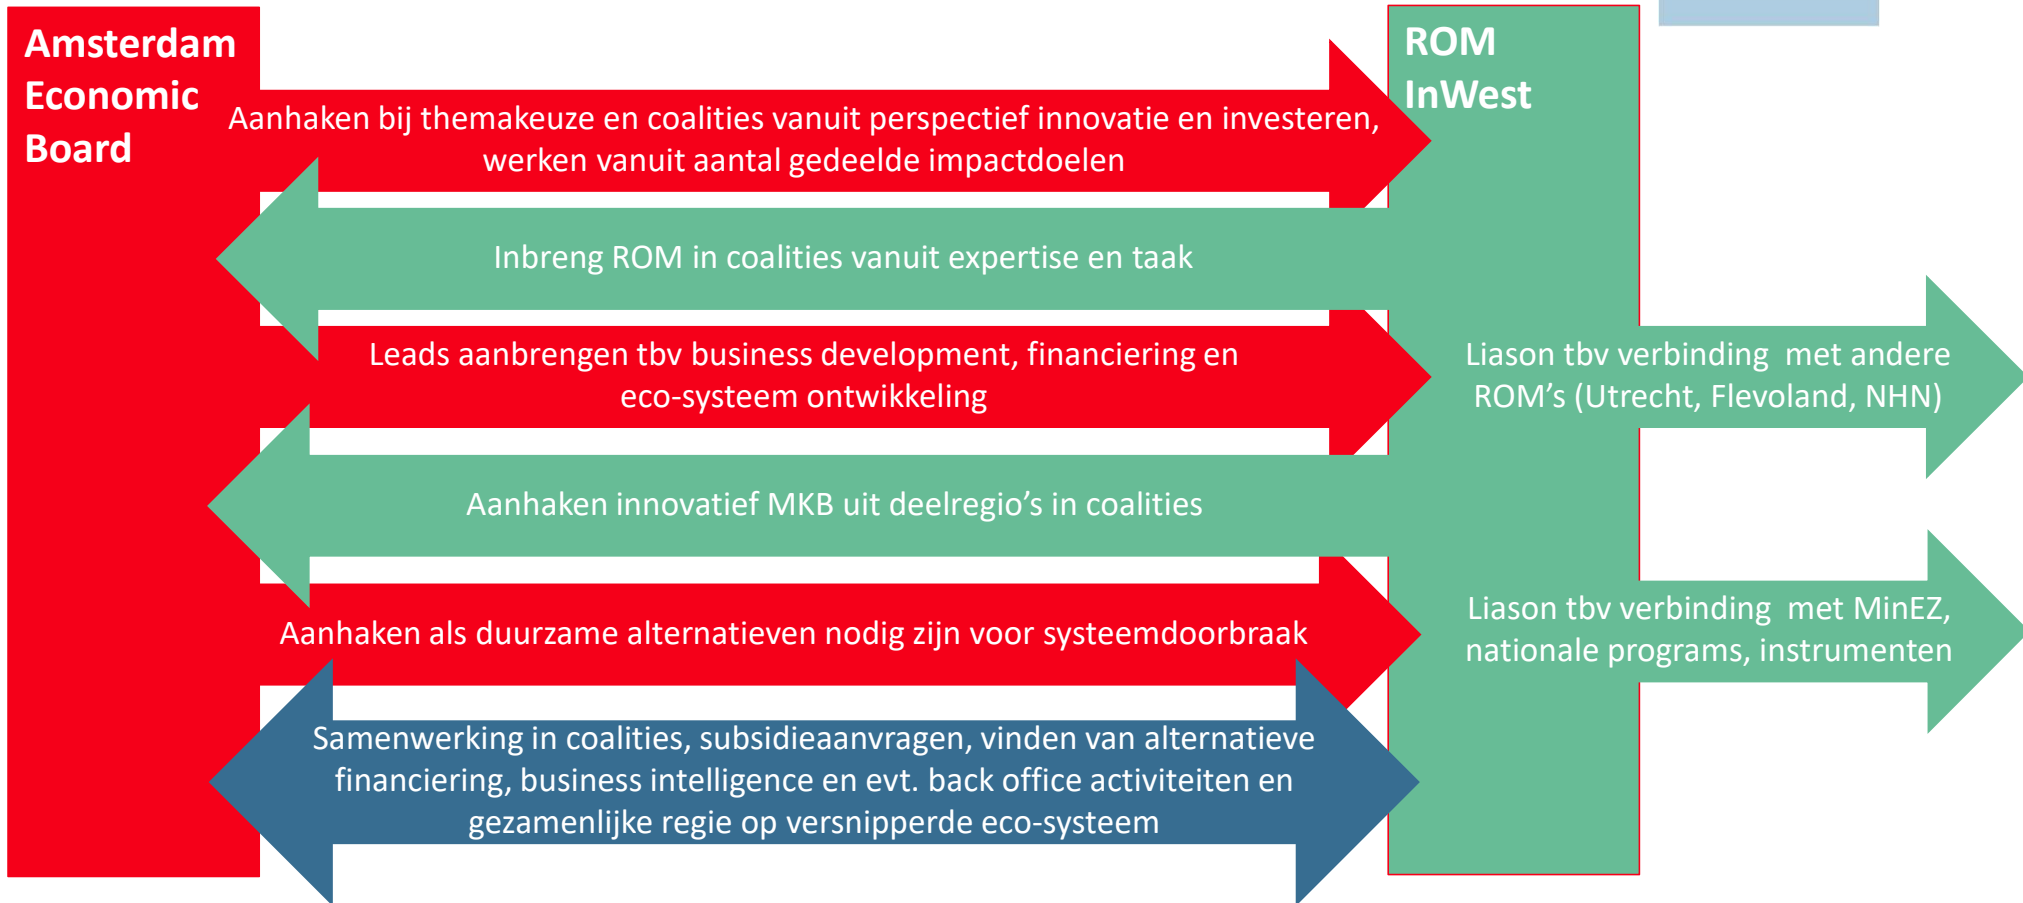 Amsterdam
Economic
Board
ROM
InWest
Aanhaken bij themakeuze en coalities vanuit perspectief innovatie en investeren,
werken vanuit aantal gedeelde impactdoelen
Inbreng ROM in coalities vanuit expertise en taak
Leads aanbrengen tbv business development, financiering en
eco-systeem ontwikkeling
Liason tbv verbinding  met andere
ROM’s (Utrecht, Flevoland, NHN)
Aanhaken innovatief MKB uit deelregio’s in coalities
Aanhaken als duurzame alternatieven nodig zijn voor systeemdoorbraak
Liason tbv verbinding  met MinEZ,
nationale programs, instrumenten
Samenwerking in coalities, subsidieaanvragen, vinden van alternatieve
financiering, business intelligence en evt. back office activiteiten en
gezamenlijke regie op versnipperde eco-systeem